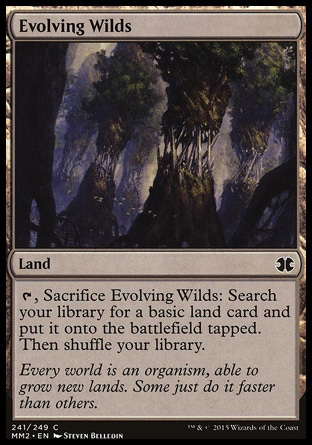 Evolving Wilds
Land
, Sacrifice Evolving Wilds: Search
your library for a basic land card and
put it onto the battlefield tapped.
Then shuffle your library.
Every world is an organism, able to
grow new lands. Some just do it faster
than others.
241/249 C
MM2 • EN Steven Belledin
™ & © 2015 Wizards of the Coast